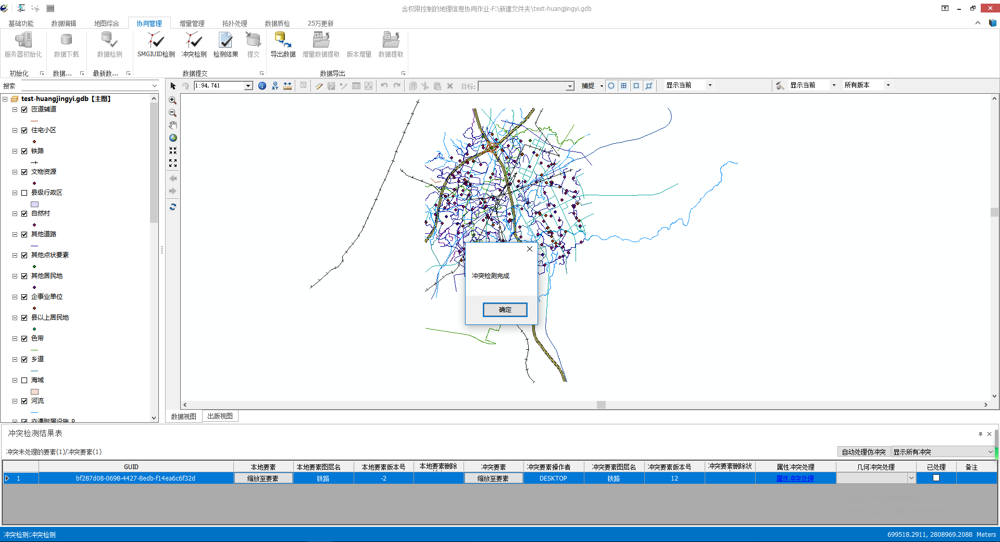 含权限控制的地理信息协同作业-F:\新建文件夹\test-huangjingyi.gdb
基础功能 数据编辑 地图综合 协同管理 增量管理 拓扑处理 数据质检 25万更新
服务器初始化 数据下载 数据检测 SMGIUID检测 冲突检测 检测结果 提交 导出数据 增量数据提取 版本增量 数据提取
初始化 数据... 最新数... 数据提交 数据导出
搜索
1:94,741
目标:
捕捉
显示当前
显示当前
所有版本
test-huangjingyi.gdb【主图】
匝道辅道
住宅小区
铁路
文物资源
县级行政区
自然村
其他道路
其他点状要素
其他居民地
企事业单位
县以上居民地
色带
乡道
海域
河流
交通附属设施_P
冲突检测完成
确定
数据视图 出版视图
冲突检测结果表
冲突未处理的要素(1)/冲突要素(1)
自动处理伪冲突 显示所有冲突
GUID 本地要素 本地要素图层名 本地要素版本号 本地要素删除 冲突要素 冲突要素操作者 冲突要素图层名 冲突要素版本号 冲突要素删除状 属性冲突处理 几何冲突处理 已处理 备注
1 bf287d08-0698-4427-8edb-f14ea6c6f32d 缩放至要素 铁路 -2 缩放至要素 DESKTOP 铁路 12 属性冲突处理
冲突检测:冲突检测
699518.2911, 2808969.2088 Meters